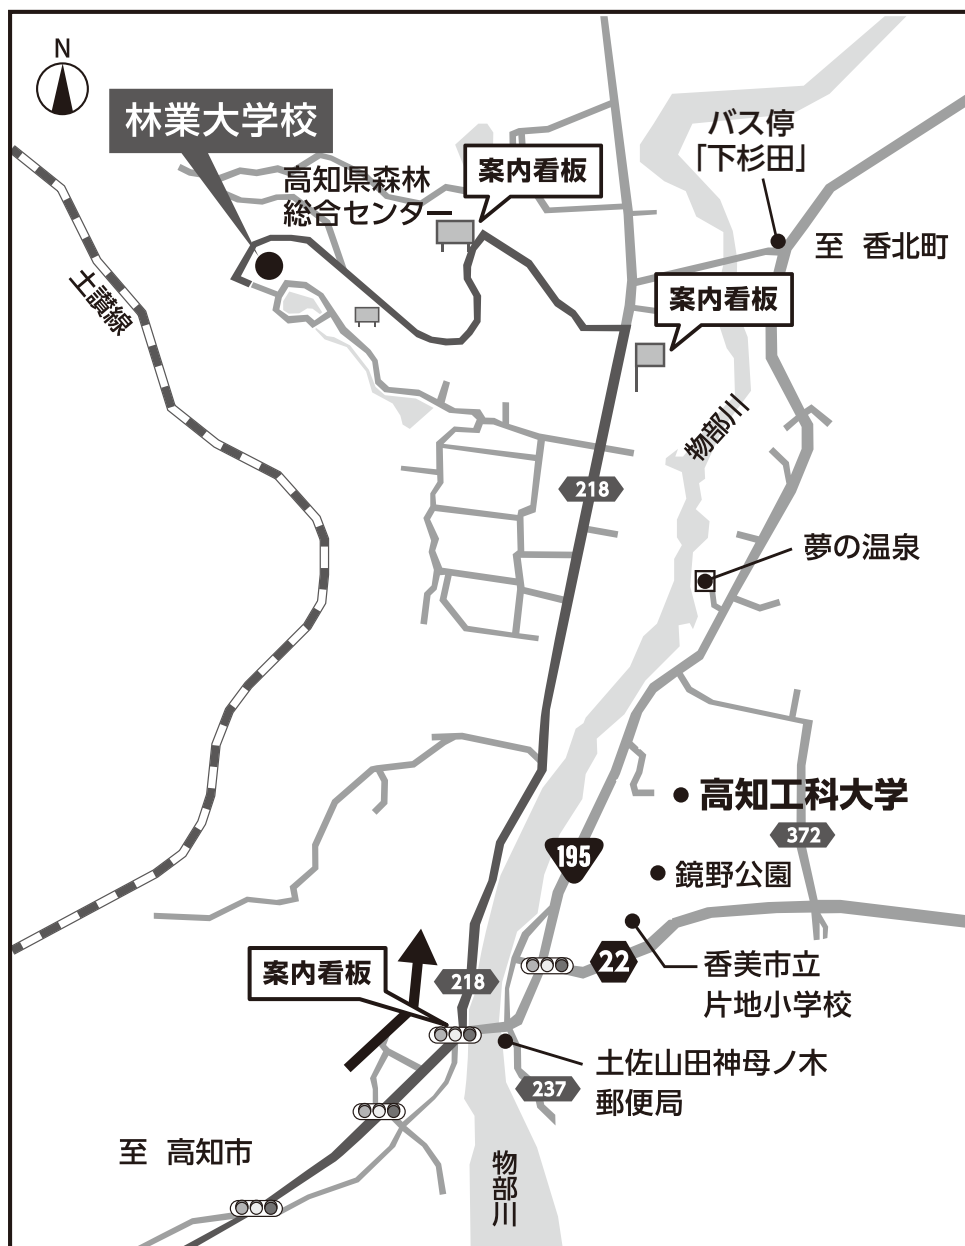 N
林業大学校
高知県森林
総合センター
案内看板
バス停
「下杉田」
至 香北町
土讃線
案内看板
物部川
218
夢の温泉
高知工科大学
372
195
鏡野公園
22
香美市立
片地小学校
案内看板
218
土佐山田神母ノ木
郵便局
237
至 高知市
物部川